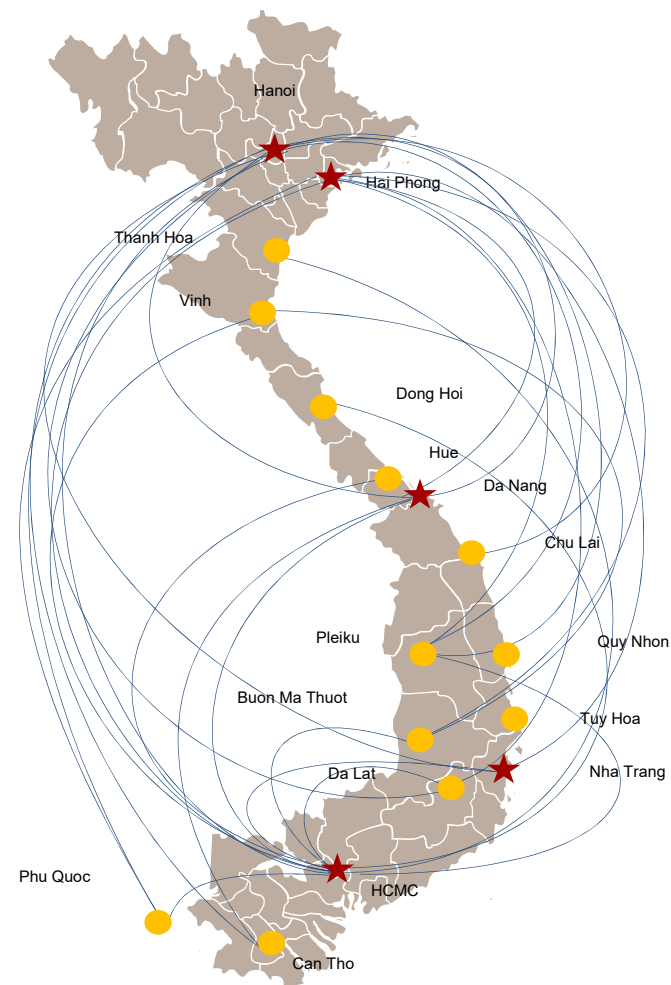 Hanoi
Hai Phong
Thanh Hoa
Vinh
Dong Hoi
Hue
Da Nang
Chu Lai
Pleiku
Quy Nhon
Buon Ma Thuot
Tuy Hoa
Da Lat
Nha Trang
Phu Quoc
HCMC
Can Tho